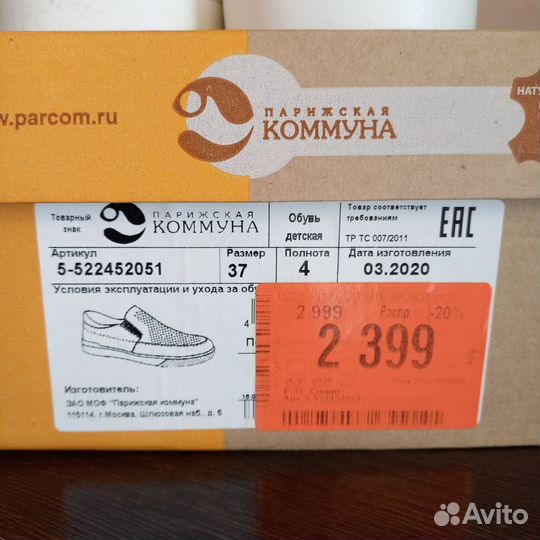 w.parcom.ru
ПАРИЖСКАЯ
КОММУНА
НАТУ
Товарный
знак
ПАРИЖСКАЯ
КОММУНА
Обувь
детская
Товар соответствует
требованиям
ТР ТС 007/2011
EAC
Артикул
5-522452051
Размер
37
Полнота
4
Дата изготовления
03.2020
Условия эксплуатации и ухода за обу
2 999 Распр -20%
2 399
Изготовитель:
ЗАО МОФ "Парижская коммуна"
115114, г.Москва, Шлюзовая наб., д. 6
Avito